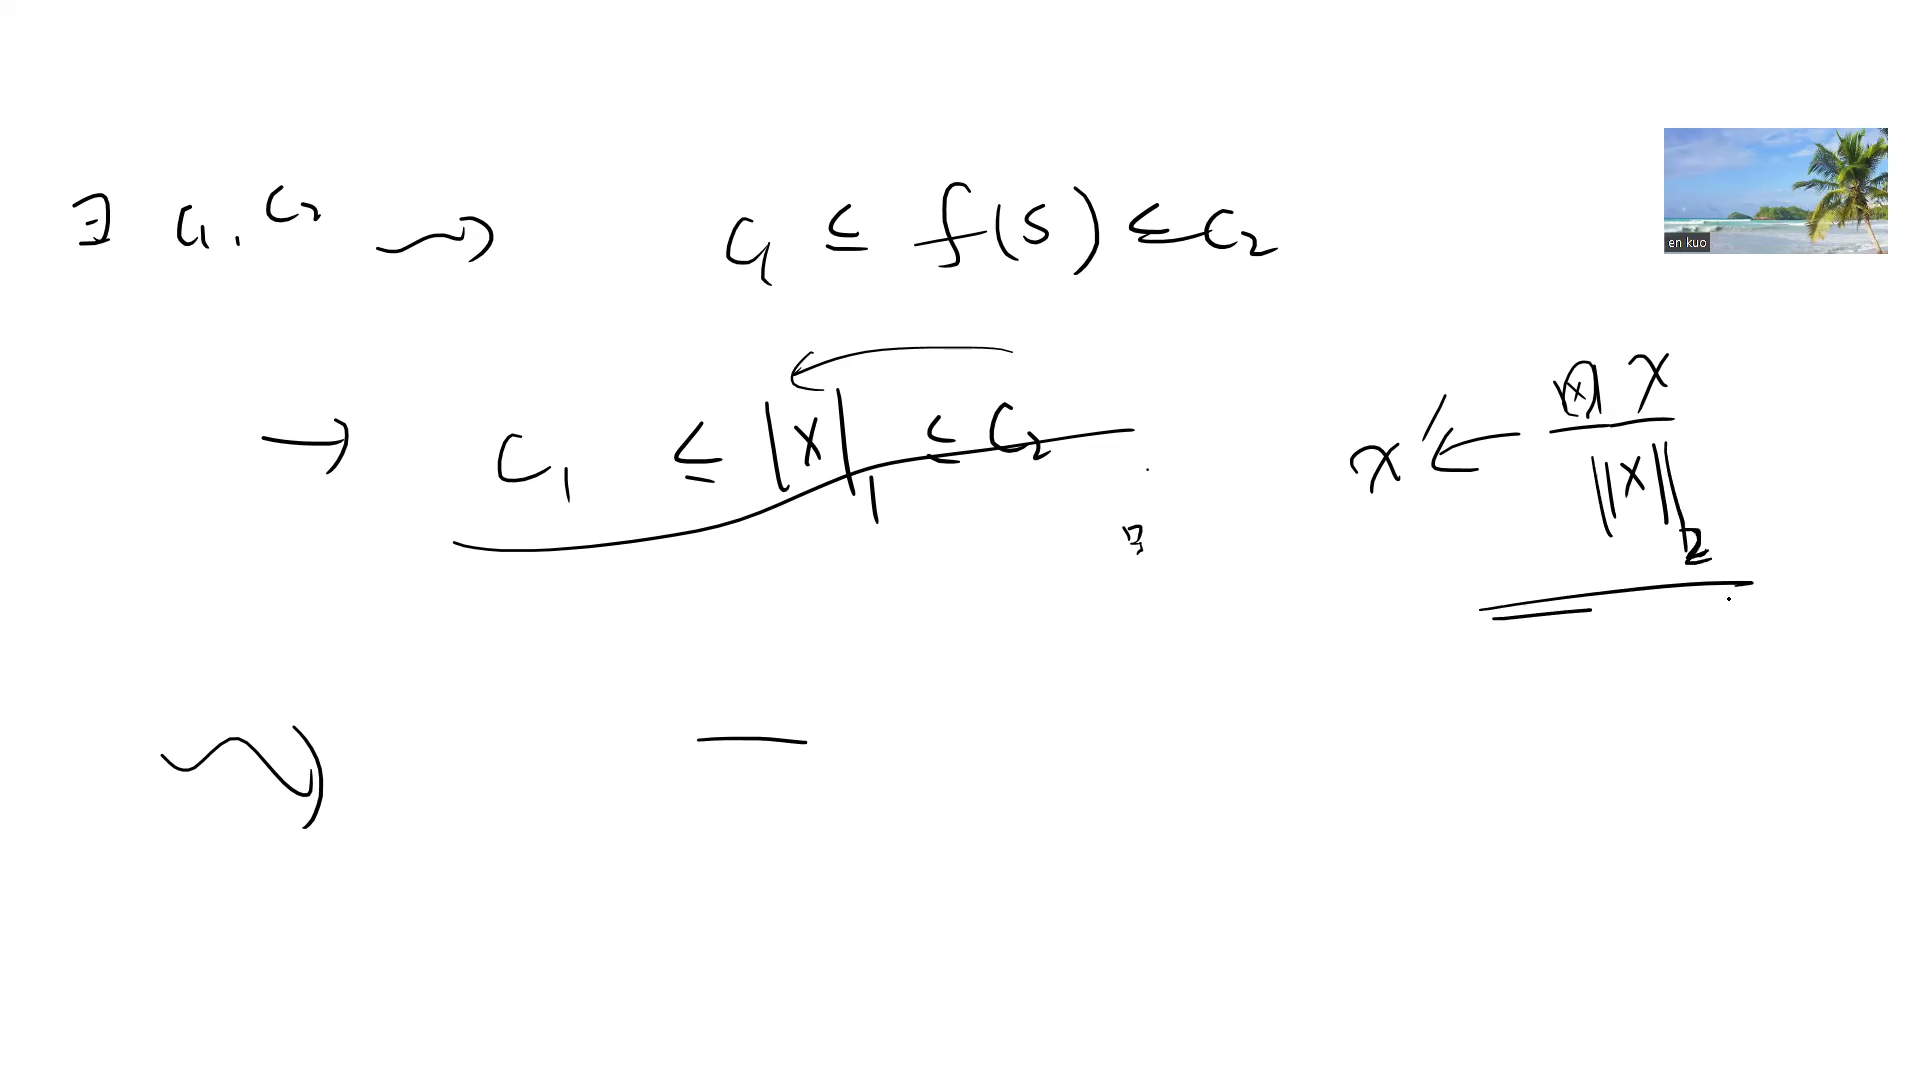 ∃ C₁, C₂ ⇝ C₁ ≤ f(S) ≤ C₂
en kuo
→ C₁ ≤ |X|₁ ≤ C₂
x' ← X / ||X||₂